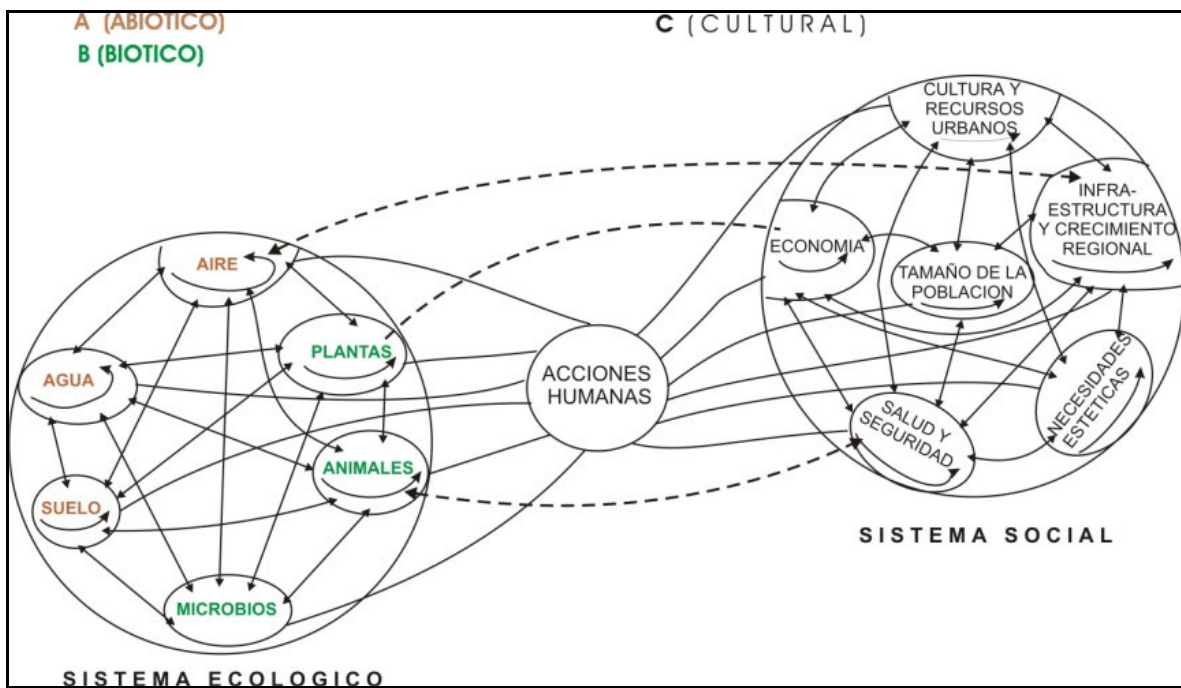 A (ABIOTICO)
B (BIOTICO)
C (CULTURAL)
CULTURA Y
RECURSOS
URBANOS
INFRA-
ESTRUCTURA
Y CRECIMIENTO
REGIONAL
ECONOMIA
TAMAÑO DE LA
POBLACION
NECESIDADES
ESTETICAS
SALUD Y
SEGURIDAD
SISTEMA SOCIAL
ACCIONES
HUMANAS
AIRE
PLANTAS
AGUA
ANIMALES
SUELO
MICROBIOS
SISTEMA ECOLOGICO